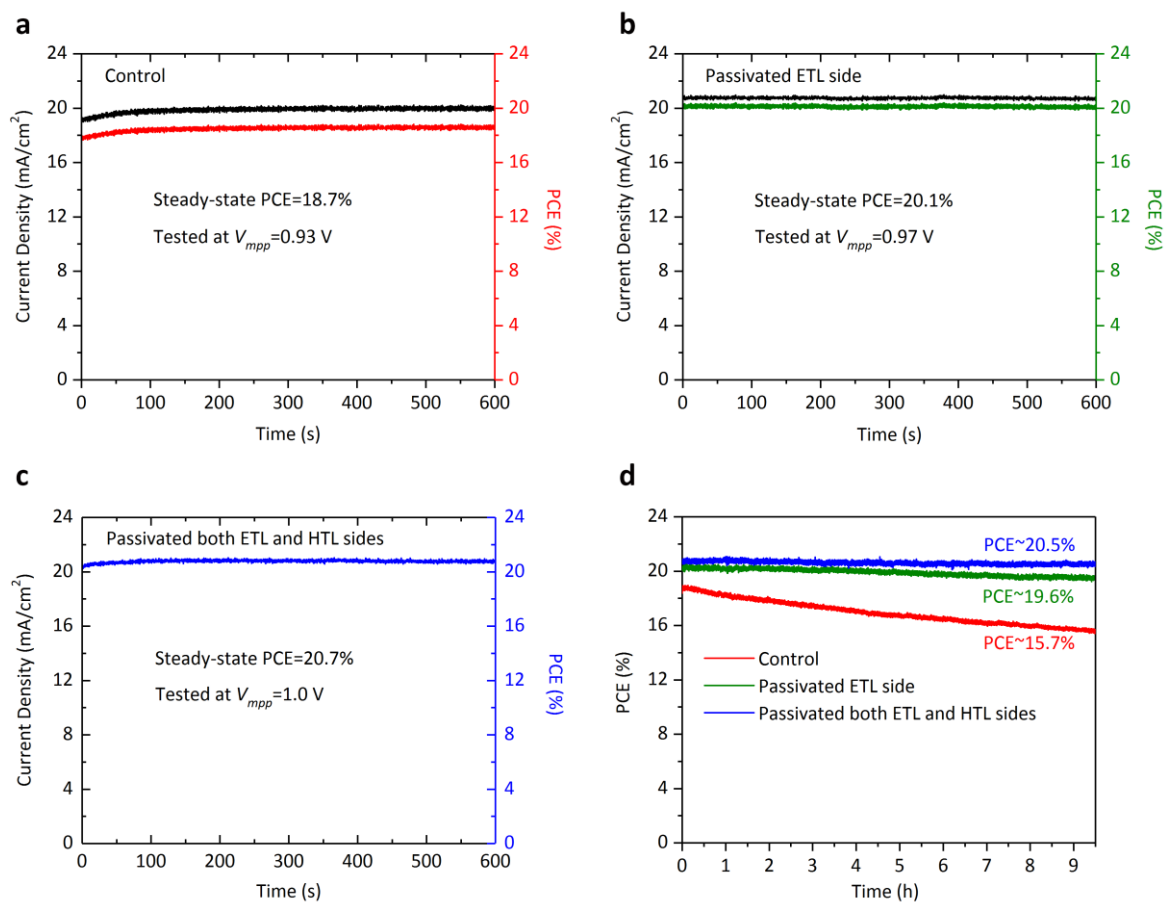 a
Control
Current Density (mA/cm²)
24
20
16
12
8
4
0
Steady-state PCE=18.7%
Tested at Vmpp=0.93 V
24
20
16
12
8
4
0
PCE (%)
0 100 200 300 400 500 600
Time (s)
b
Passivated ETL side
Current Density (mA/cm²)
24
20
16
12
8
4
0
Steady-state PCE=20.1%
Tested at Vmpp=0.97 V
24
20
16
12
8
4
0
PCE (%)
0 100 200 300 400 500 600
Time (s)
c
Passivated both ETL and HTL sides
Current Density (mA/cm²)
24
20
16
12
8
4
0
Steady-state PCE=20.7%
Tested at Vmpp=1.0 V
24
20
16
12
8
4
0
PCE (%)
0 100 200 300 400 500 600
Time (s)
d
PCE (%)
24
20
16
12
8
4
0
PCE~20.5%
PCE~19.6%
PCE~15.7%
Control
Passivated ETL side
Passivated both ETL and HTL sides
0 1 2 3 4 5 6 7 8 9
Time (h)